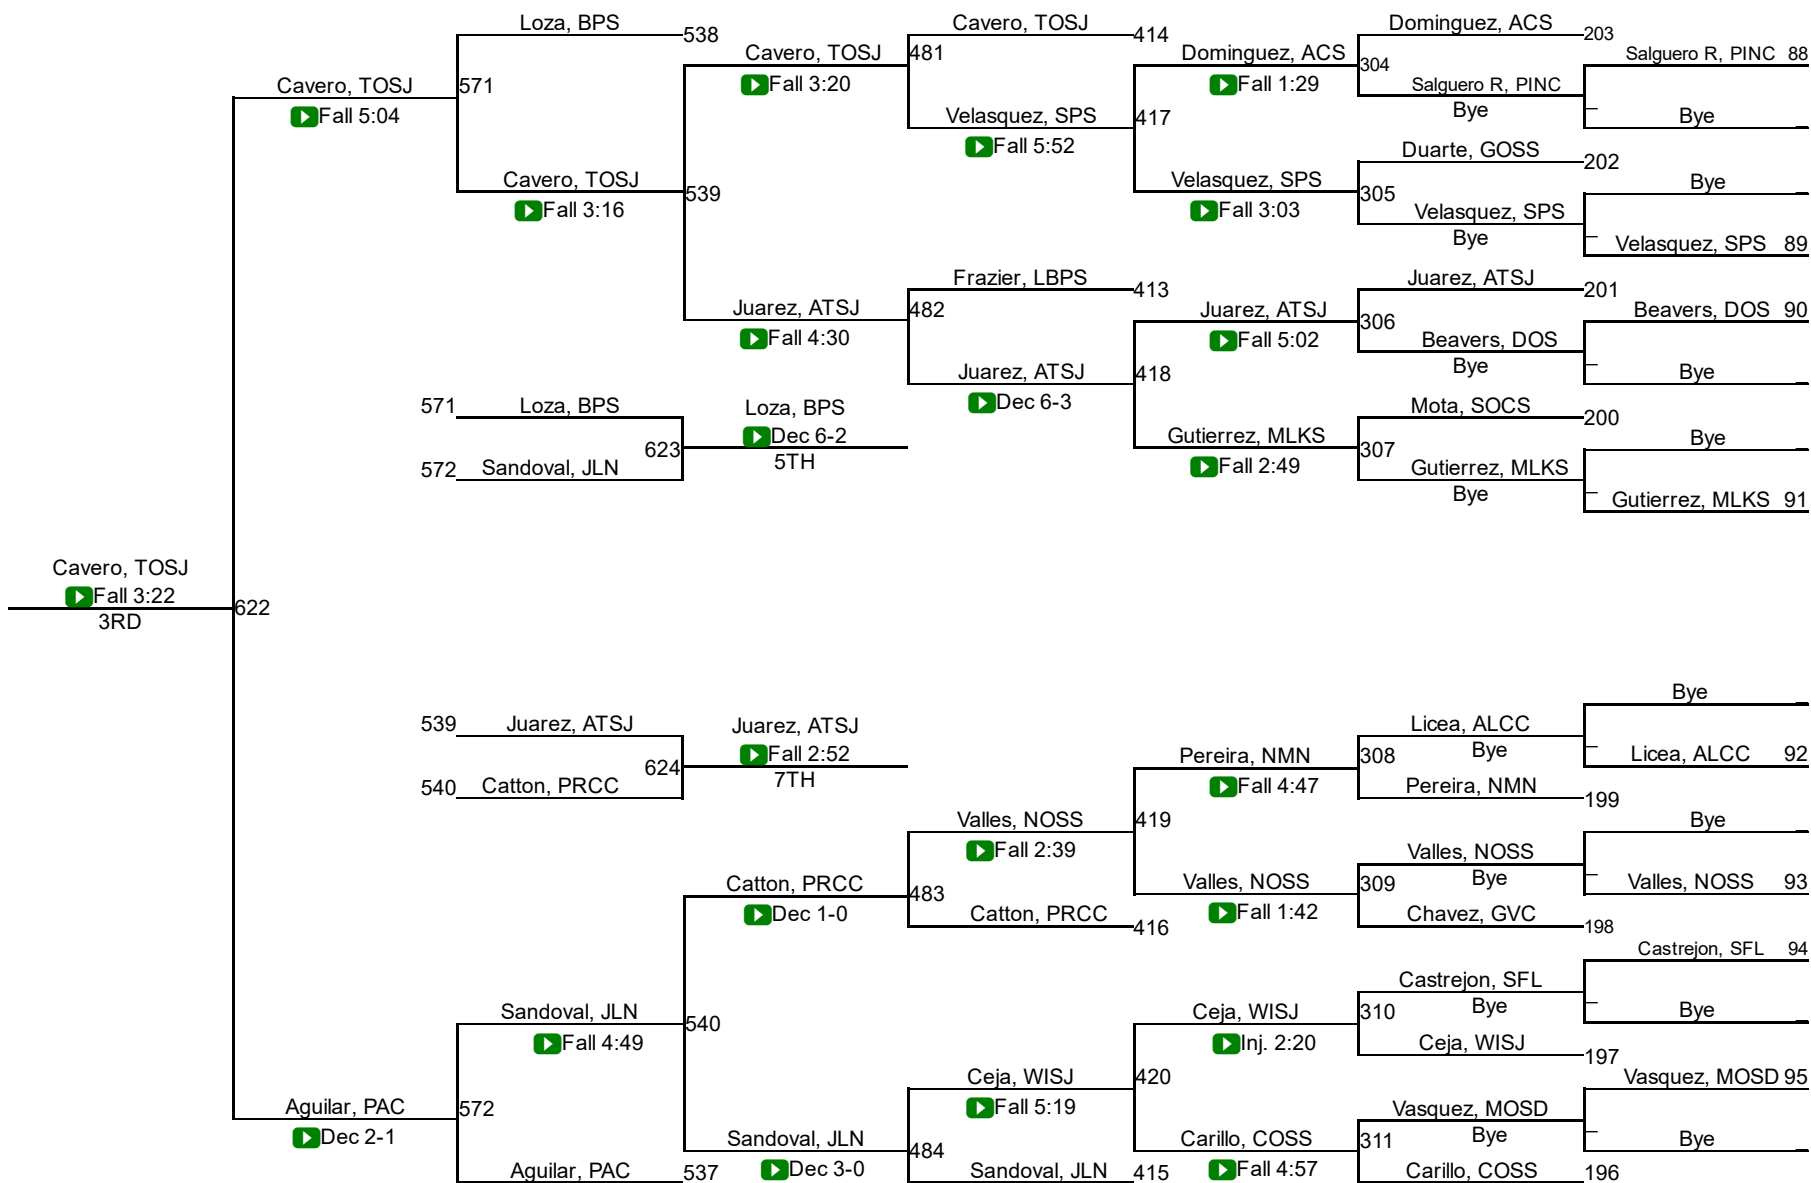 Loza, BPS
538
Cavero, TOSJ
414
Dominguez, ACS
203
Cavero, TOSJ
Fall 3:20
481
Dominguez, ACS
Fall 1:29
304
Salguero R, PINC 88
Cavero, TOSJ
Fall 5:04
571
Salguero R, PINC
Bye
Velasquez, SPS
Fall 5:52
417
Bye
Duarte, GOSS
202
Cavero, TOSJ
Fall 3:16
539
Velasquez, SPS
Fall 3:03
305
Bye
Velasquez, SPS
Bye
Velasquez, SPS 89
Frazier, LBPS
413
Juarez, ATSJ
201
Juarez, ATSJ
Fall 4:30
482
Juarez, ATSJ
Fall 5:02
306
Beavers, DOS 90
Beavers, DOS
Bye
Juarez, ATSJ
Dec 6-3
418
Bye
571 Loza, BPS
Loza, BPS
Dec 6-2
5TH
623
572 Sandoval, JLN
Mota, SOCS
200
Gutierrez, MLKS
Fall 2:49
307
Bye
Gutierrez, MLKS
Bye
Gutierrez, MLKS 91
Cavero, TOSJ
Fall 3:22
3RD
622
Bye
539 Juarez, ATSJ
Juarez, ATSJ
Fall 2:52
7TH
624
540 Catton, PRCC
Licea, ALCC
Bye
Pereira, NMN
Fall 4:47
308
Licea, ALCC 92
Pereira, NMN
199
Valles, NOSS
Fall 2:39
419
Bye
Valles, NOSS
Bye
Catton, PRCC
Dec 1-0
483
Valles, NOSS
Fall 1:42
309
Valles, NOSS 93
Catton, PRCC
416
Chavez, GVC
198
Castrejon, SFL 94
Castrejon, SFL
Bye
Sandoval, JLN
Fall 4:49
540
Ceja, WISJ
Inj. 2:20
310
Bye
Ceja, WISJ
197
Ceja, WISJ
Fall 5:19
420
Vasquez, MOSD 95
Aguilar, PAC
Dec 2-1
572
Vasquez, MOSD
Bye
Sandoval, JLN
Dec 3-0
484
Carillo, COSS
Fall 4:57
311
Bye
Aguilar, PAC
537
Sandoval, JLN
415
Carillo, COSS
196